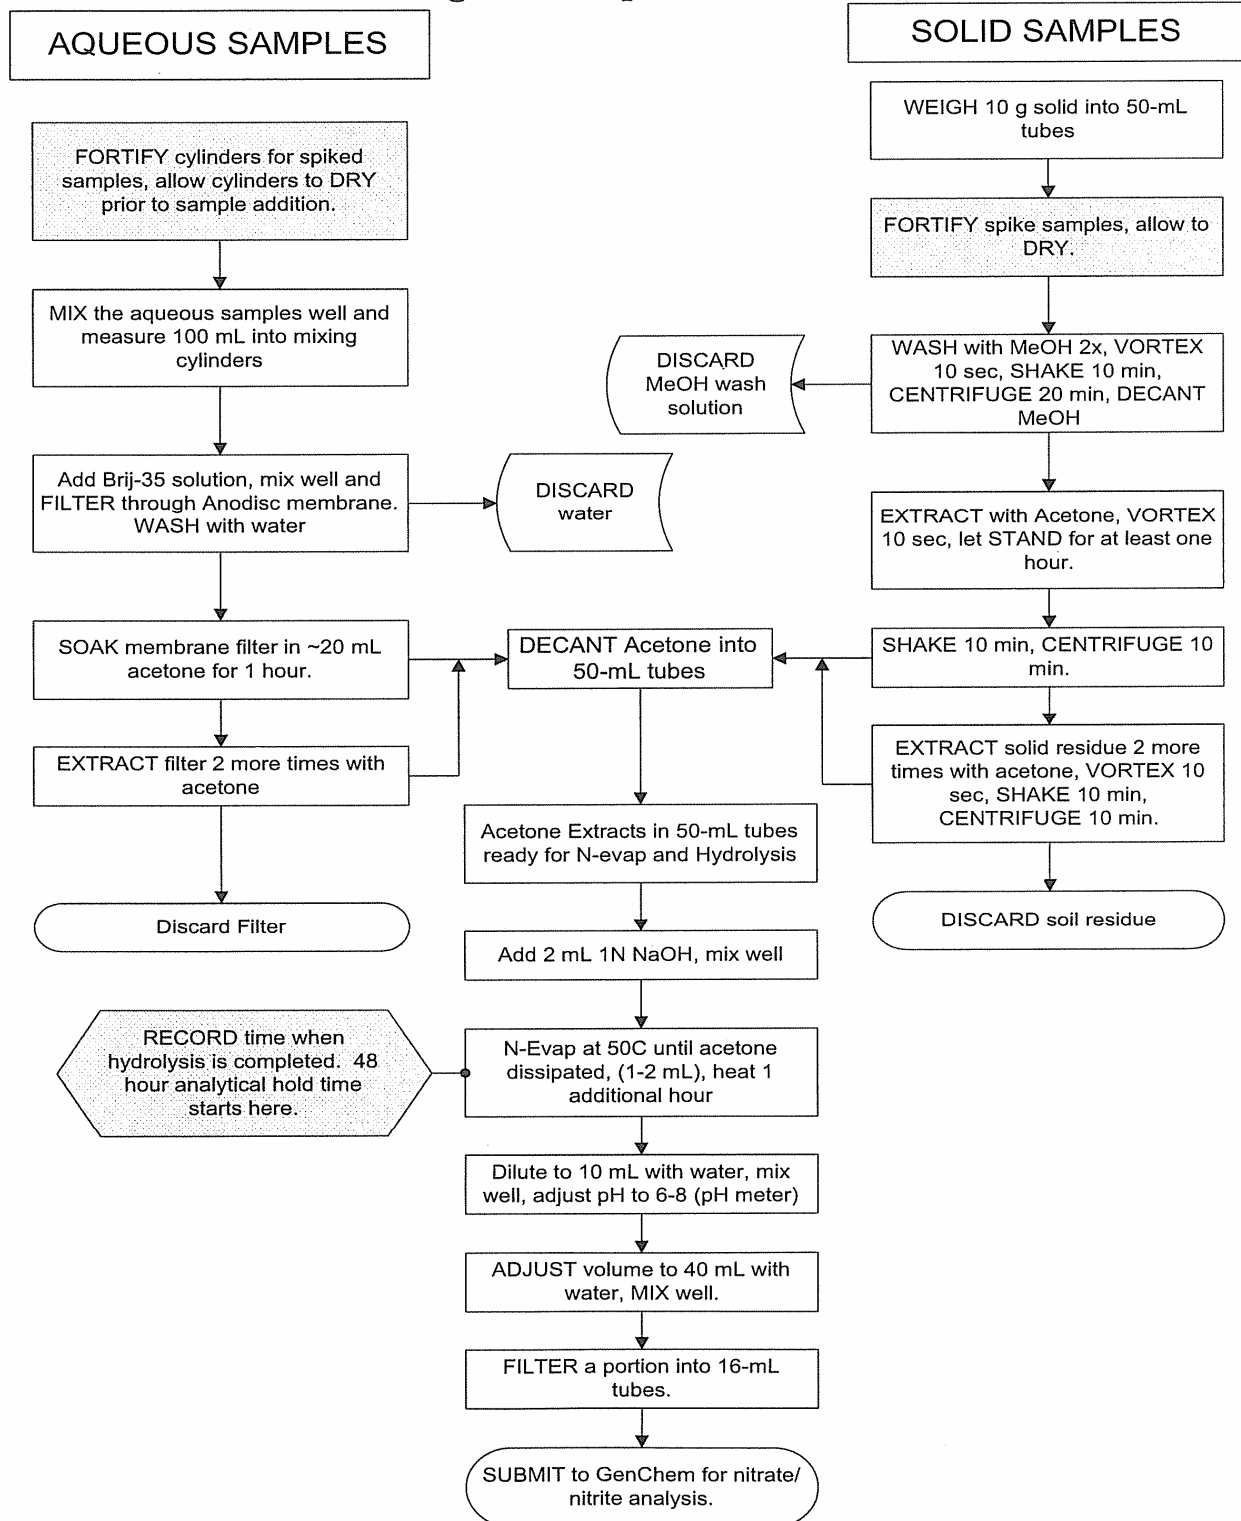 AQUEOUS SAMPLES
FORTIFY cylinders for spiked
samples, allow cylinders to DRY
prior to sample addition.
MIX the aqueous samples well and
measure 100 mL into mixing
cylinders
Add Brij-35 solution, mix well and
FILTER through Anodisc membrane.
WASH with water
DISCARD
water
SOAK membrane filter in ~20 mL
acetone for 1 hour.
EXTRACT filter 2 more times with
acetone
Discard Filter
SOLID SAMPLES
WEIGH 10 g solid into 50-mL
tubes
FORTIFY spike samples, allow to
DRY.
WASH with MeOH 2x, VORTEX
10 sec, SHAKE 10 min,
CENTRIFUGE 20 min, DECANT
MeOH
DISCARD
MeOH wash
solution
EXTRACT with Acetone, VORTEX
10 sec, let STAND for at least one
hour.
SHAKE 10 min, CENTRIFUGE 10
min.
EXTRACT solid residue 2 more
times with acetone, VORTEX 10
sec, SHAKE 10 min,
CENTRIFUGE 10 min.
DISCARD soil residue
DECANT Acetone into
50-mL tubes
Acetone Extracts in 50-mL tubes
ready for N-evap and Hydrolysis
Add 2 mL 1N NaOH, mix well
RECORD time when
hydrolysis is completed. 48
hour analytical hold time
starts here.
N-Evap at 50C until acetone
dissipated, (1-2 mL), heat 1
additional hour
Dilute to 10 mL with water, mix
well, adjust pH to 6-8 (pH meter)
ADJUST volume to 40 mL with
water, MIX well.
FILTER a portion into 16-mL
tubes.
SUBMIT to GenChem for nitrate/
nitrite analysis.